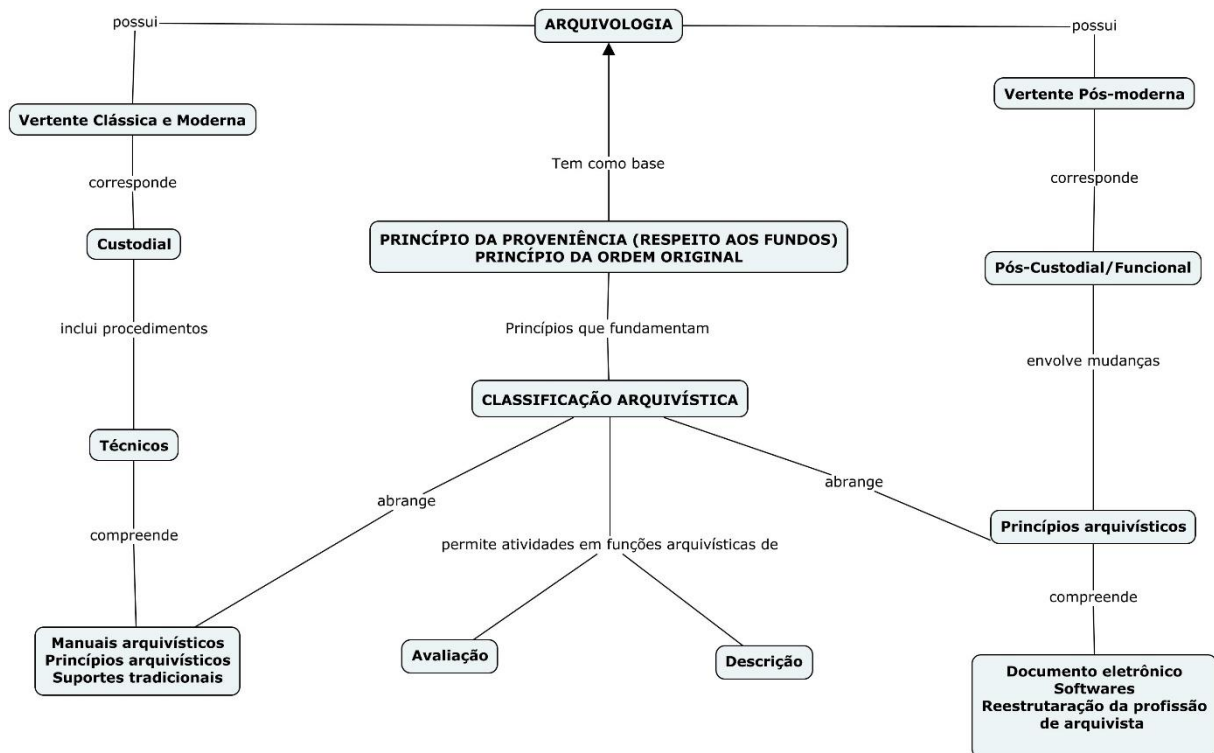 possui
ARQUIVOLOGIA
possui
Vertente Clássica e Moderna
Vertente Pós-moderna
Tem como base
corresponde
corresponde
Custodial
PRINCÍPIO DA PROVENIÊNCIA (RESPEITO AOS FUNDOS)
PRINCÍPIO DA ORDEM ORIGINAL
Pós-Custodial/Funcional
inclui procedimentos
Princípios que fundamentam
envolve mudanças
CLASSIFICAÇÃO ARQUIVÍSTICA
Técnicos
abrange
abrange
compreende
permite atividades em funções arquivísticas de
Princípios arquivísticos
compreende
Manuais arquivísticos
Princípios arquivísticos
Suportes tradicionais
Avaliação
Descrição
Documento eletrônico
Softwares
Reestrutaração da profissão
de arquivista